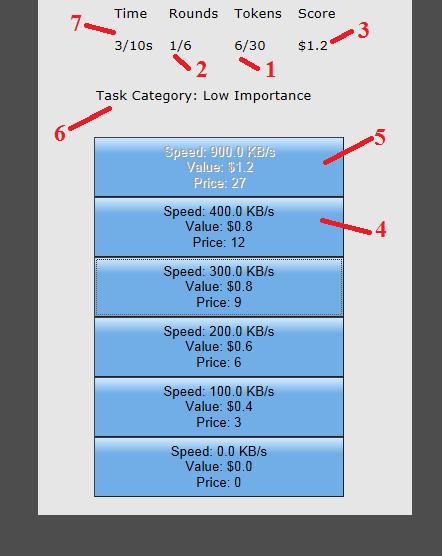 Time Rounds Tokens Score
7
3/10s 1/6 6/30 $1.2
3
2 1
Task Category: Low Importance
6
5
Speed: 900.0 KB/s
Value: $1.2
Price: 27
Speed: 400.0 KB/s
Value: $0.8
Price: 12
4
Speed: 300.0 KB/s
Value: $0.8
Price: 9
Speed: 200.0 KB/s
Value: $0.6
Price: 6
Speed: 100.0 KB/s
Value: $0.4
Price: 3
Speed: 0.0 KB/s
Value: $0.0
Price: 0